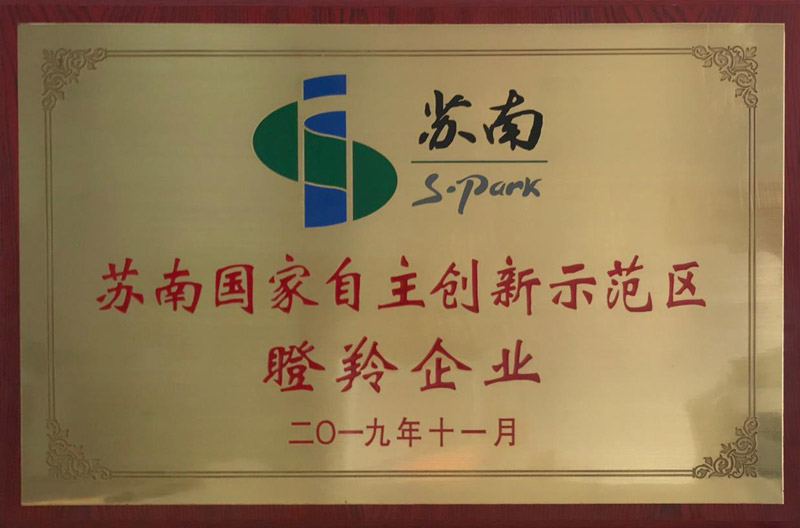 苏南
S·Park
苏南国家自主创新示范区
瞪羚企业
二〇一九年十一月